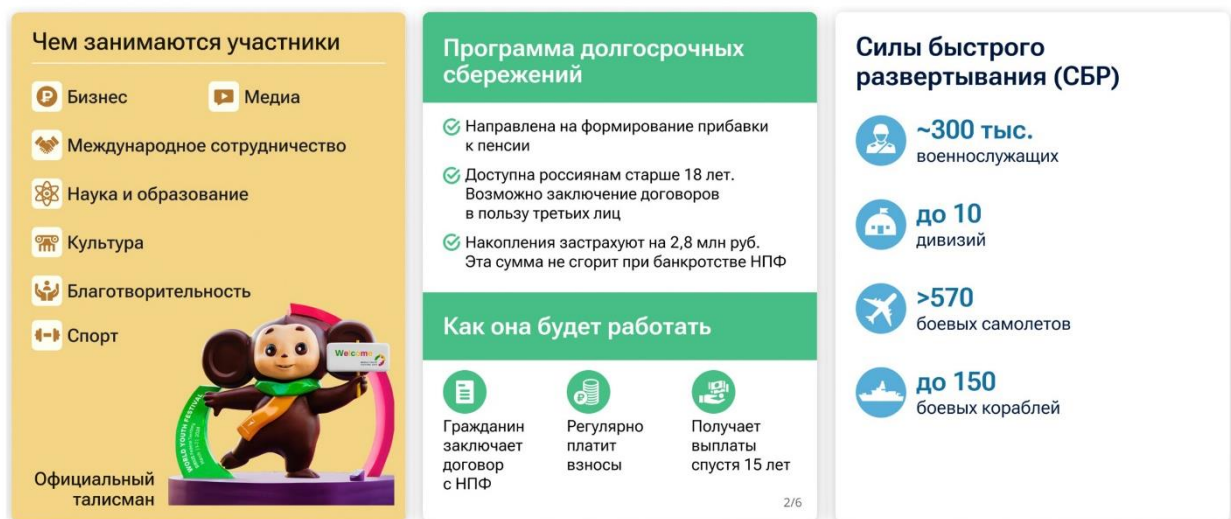 Чем занимаются участники
Бизнес
Медиа
Международное сотрудничество
Наука и образование
Культура
Благотворительность
Спорт
Welcome
WORLD YOUTH FESTIVAL
Официальный
талисман
Программа долгосрочных
сбережений
Направлена на формирование прибавки
к пенсии
Доступна россиянам старше 18 лет.
Возможно заключение договоров
в пользу третьих лиц
Накопления застрахуют на 2,8 млн руб.
Эта сумма не сгорит при банкротстве НПФ
Как она будет работать
Гражданин
заключает
договор
с НПФ
Регулярно
платит
взносы
Получает
выплаты
спустя 15 лет
2/6
Силы быстрого
развертывания (СБР)
~300 тыс.
военнослужащих
до 10
дивизий
>570
боевых самолетов
до 150
боевых кораблей